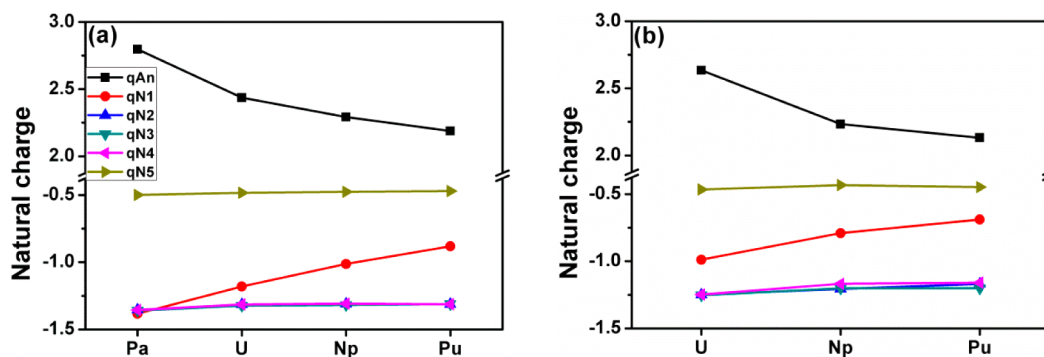 (a)
Natural charge
3.0
2.5
2.0
-0.5
-1.0
-1.5
qAn
qN1
qN2
qN3
qN4
qN5
Pa U Np Pu
(b)
Natural charge
3.0
2.5
2.0
-0.5
-1.0
-1.5
U Np Pu